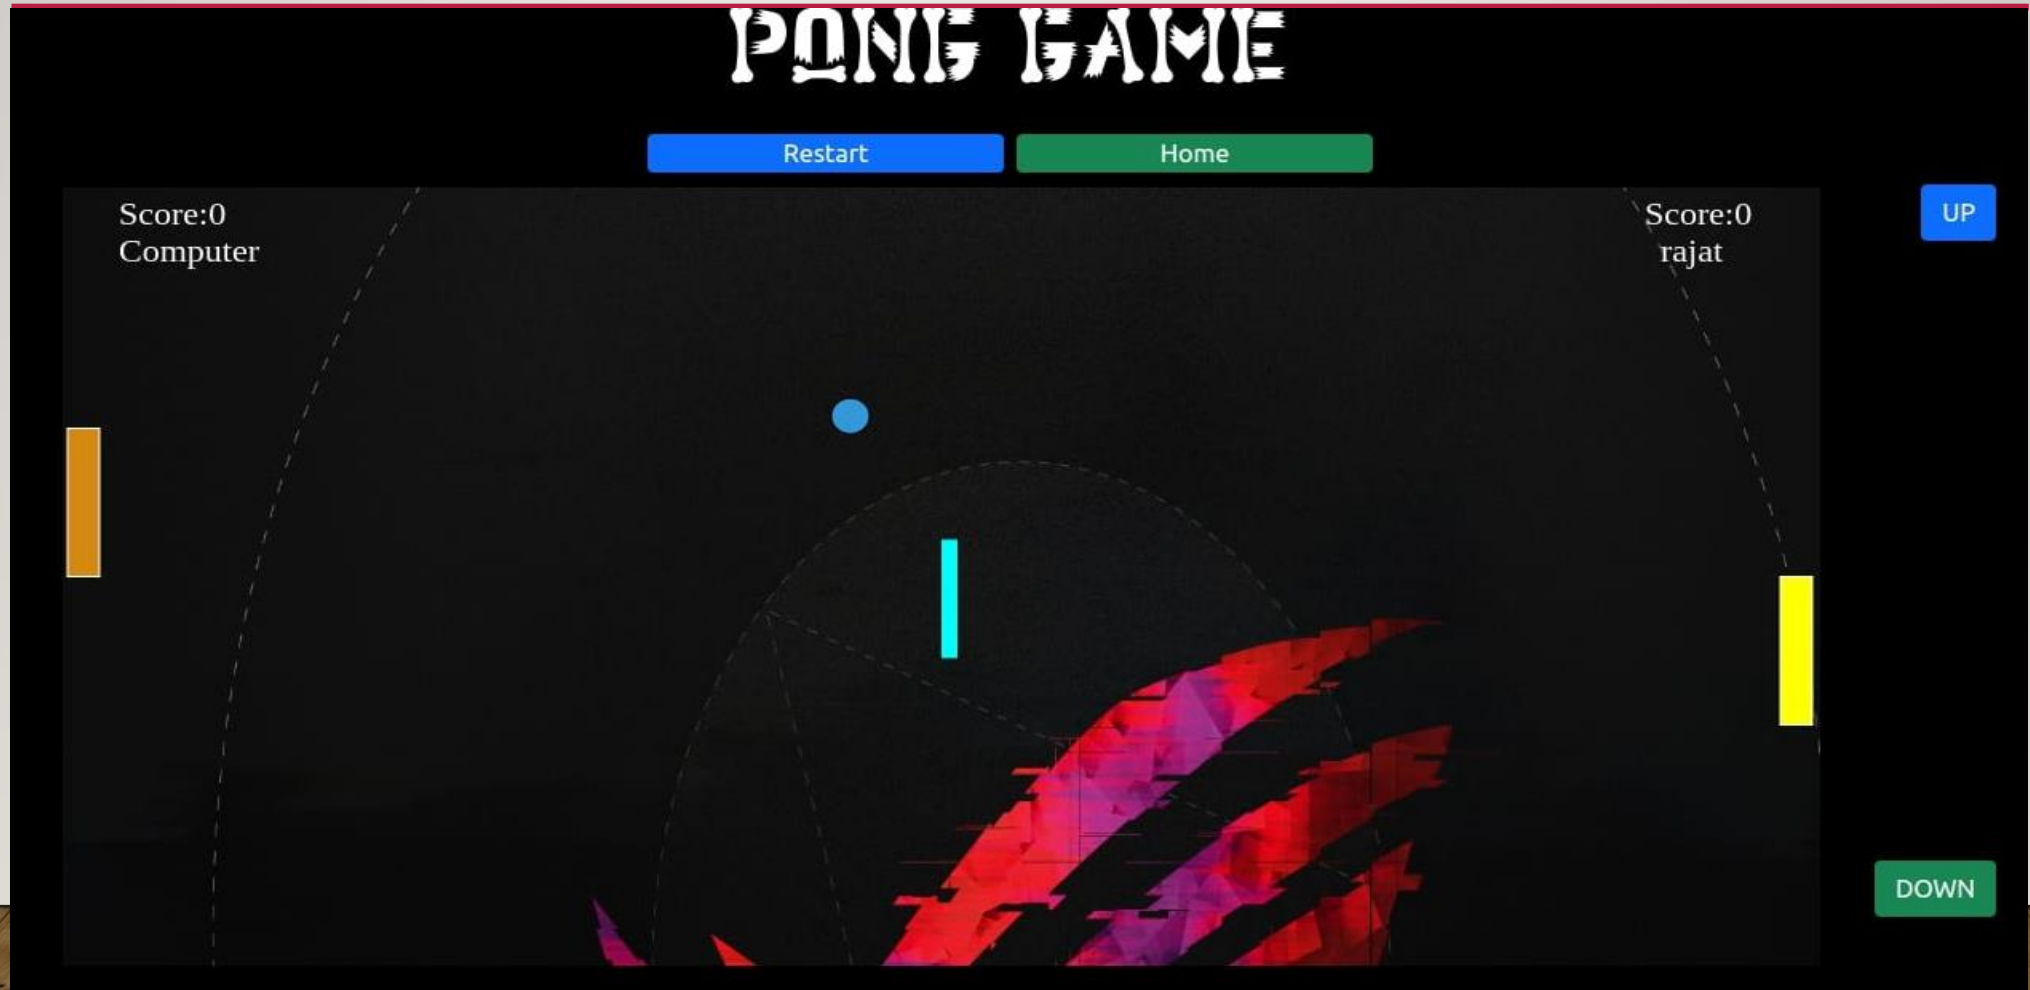 PONG GAME
Restart
Home
Score:0
Computer
Score:0
rajat
UP
DOWN